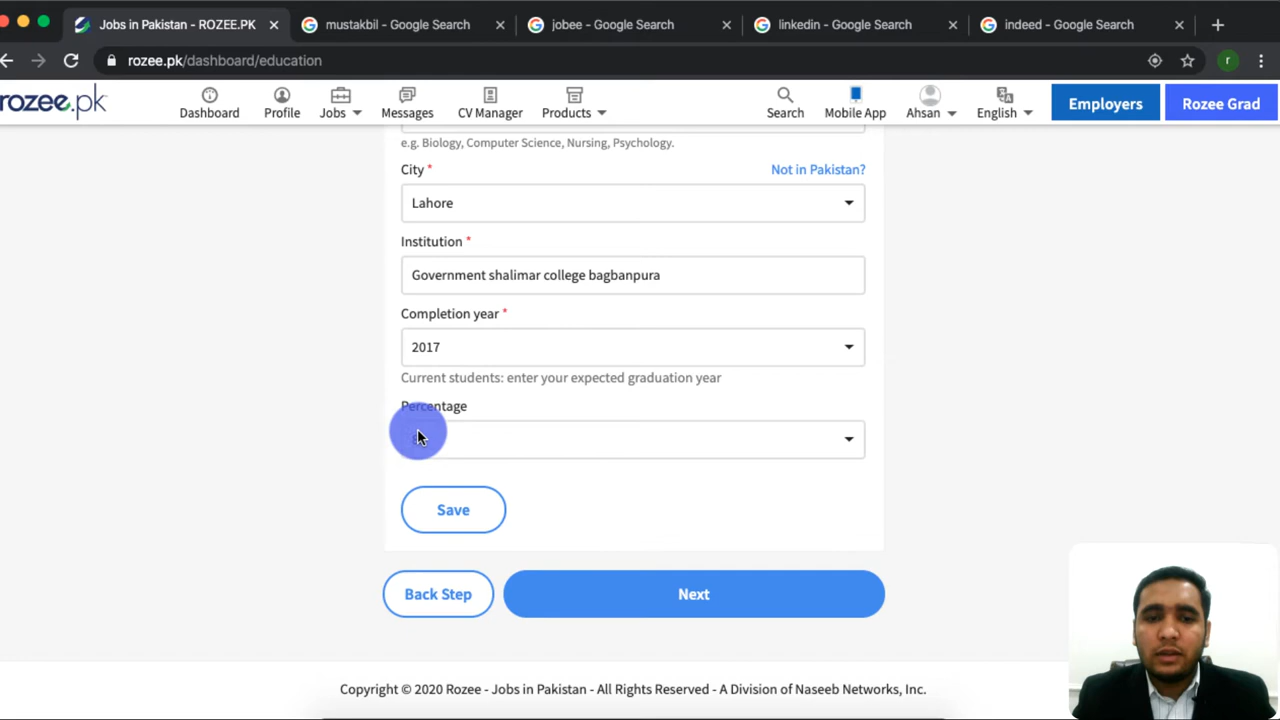 Jobs in Pakistan - ROZEE.PK
mustakbil - Google Search
jobee - Google Search
linkedin - Google Search
indeed - Google Search
rozee.pk/dashboard/education
r
rozee.pk
Dashboard
Profile
Jobs
Messages
CV Manager
Products
Search
Mobile App
Ahsan
English
Employers
Rozee Grad
e.g. Biology, Computer Science, Nursing, Psychology.
City *
Not in Pakistan?
Lahore
Institution *
Government shalimar college bagbanpura
Completion year *
2017
Current students: enter your expected graduation year
Percentage
Save
Back Step
Next
Copyright © 2020 Rozee - Jobs in Pakistan - All Rights Reserved - A Division of Naseeb Networks, Inc.